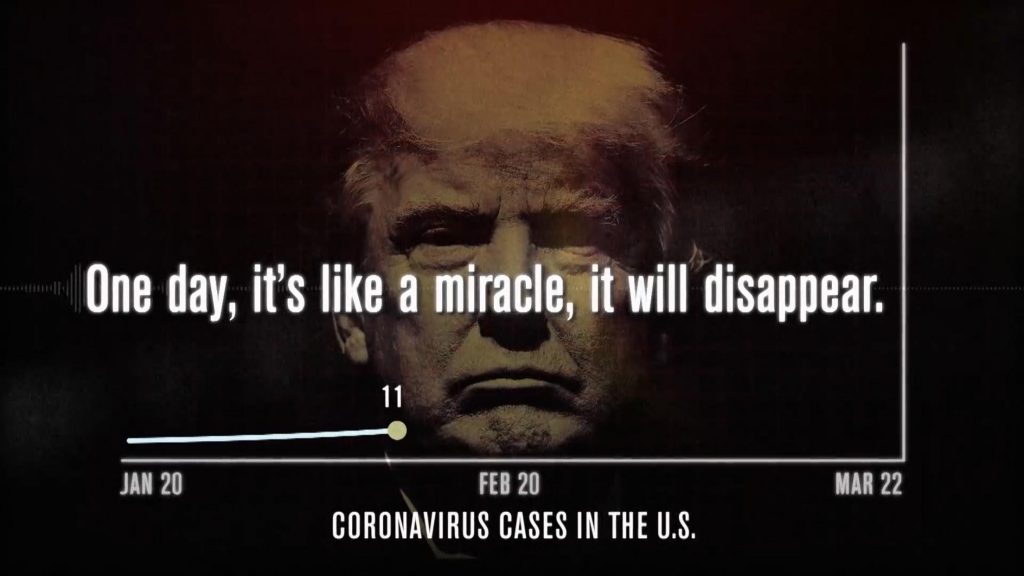 One day, it's like a miracle, it will disappear.
11
JAN 20 FEB 20 MAR 22
CORONAVIRUS CASES IN THE U.S.